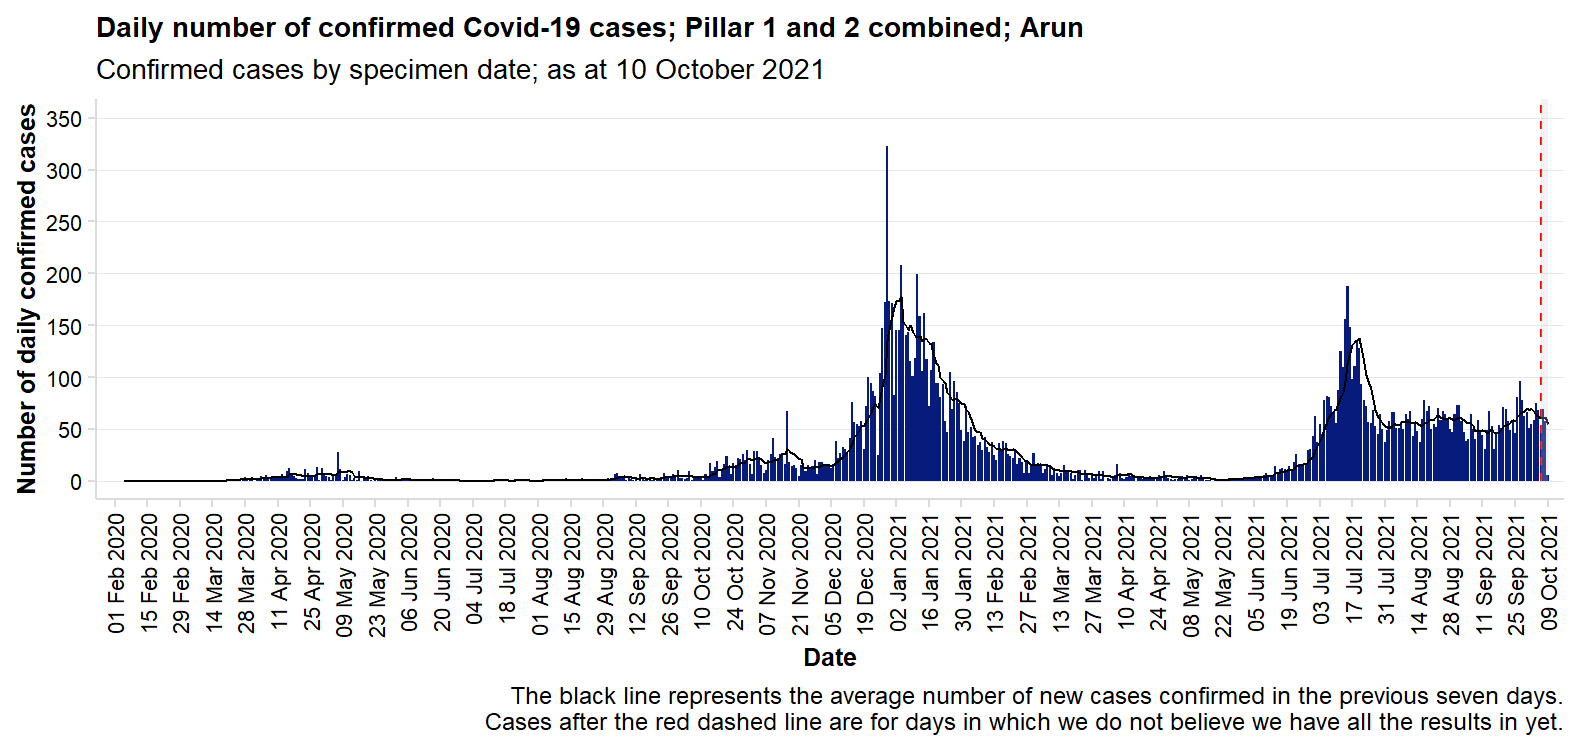 Daily number of confirmed Covid-19 cases; Pillar 1 and 2 combined; Arun
Confirmed cases by specimen date; as at 10 October 2021
Number of daily confirmed cases
350
300
250
200
150
100
50
0
01 Feb 2020
15 Feb 2020
29 Feb 2020
14 Mar 2020
28 Mar 2020
11 Apr 2020
25 Apr 2020
09 May 2020
23 May 2020
06 Jun 2020
20 Jun 2020
04 Jul 2020
18 Jul 2020
01 Aug 2020
15 Aug 2020
29 Aug 2020
12 Sep 2020
26 Sep 2020
10 Oct 2020
24 Oct 2020
07 Nov 2020
21 Nov 2020
05 Dec 2020
19 Dec 2020
02 Jan 2021
16 Jan 2021
30 Jan 2021
13 Feb 2021
27 Feb 2021
13 Mar 2021
27 Mar 2021
10 Apr 2021
24 Apr 2021
08 May 2021
22 May 2021
05 Jun 2021
19 Jun 2021
03 Jul 2021
17 Jul 2021
31 Jul 2021
14 Aug 2021
28 Aug 2021
11 Sep 2021
25 Sep 2021
09 Oct 2021
Date
The black line represents the average number of new cases confirmed in the previous seven days.
Cases after the red dashed line are for days in which we do not believe we have all the results in yet.